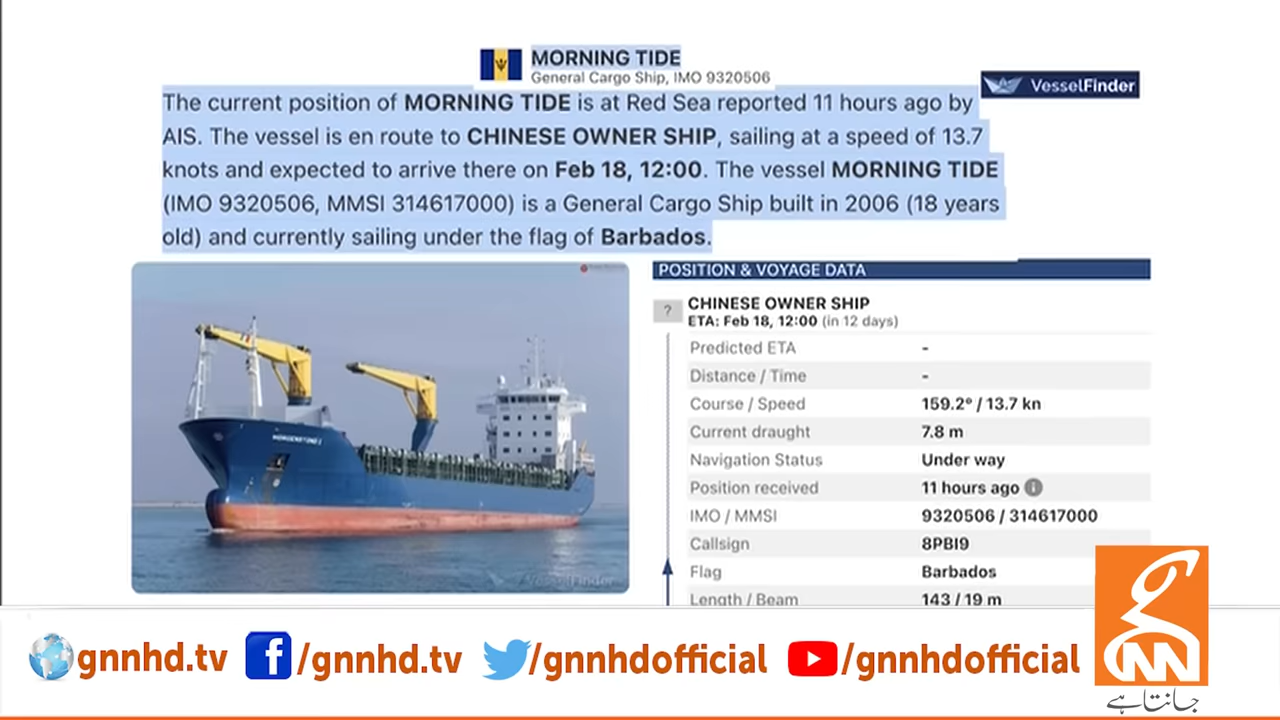 MORNING TIDE
General Cargo Ship, IMO 9320506
VesselFinder
The current position of MORNING TIDE is at Red Sea reported 11 hours ago by
AIS. The vessel is en route to CHINESE OWNER SHIP, sailing at a speed of 13.7
knots and expected to arrive there on Feb 18, 12:00. The vessel MORNING TIDE
(IMO 9320506, MMSI 314617000) is a General Cargo Ship built in 2006 (18 years
old) and currently sailing under the flag of Barbados.
VesselFinder
POSITION & VOYAGE DATA
?
CHINESE OWNER SHIP
ETA: Feb 18, 12:00 (in 12 days)
Predicted ETA -
Distance / Time -
Course / Speed 159.2° / 13.7 kn
Current draught 7.8 m
Navigation Status Under way
Position received 11 hours ago i
IMO / MMSI 9320506 / 314617000
Callsign 8PBI9
Flag Barbados
Length / Beam 143 / 19 m
gnnhd.tv f /gnnhd.tv /gnnhdofficial /gnnhdofficial
GNN
جانتا ہے